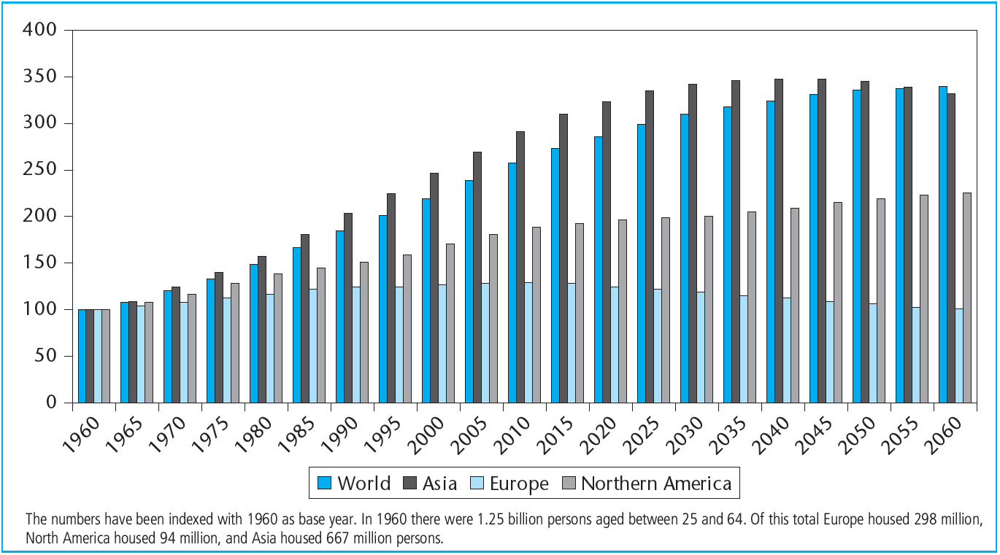 400
350
300
250
200
150
100
50
0
1960 1965 1970 1975 1980 1985 1990 1995 2000 2005 2010 2015 2020 2025 2030 2035 2040 2045 2050 2055 2060
World Asia Europe Northern America
The numbers have been indexed with 1960 as base year. In 1960 there were 1.25 billion persons aged between 25 and 64. Of this total Europe housed 298 million,
North America housed 94 million, and Asia housed 667 million persons.